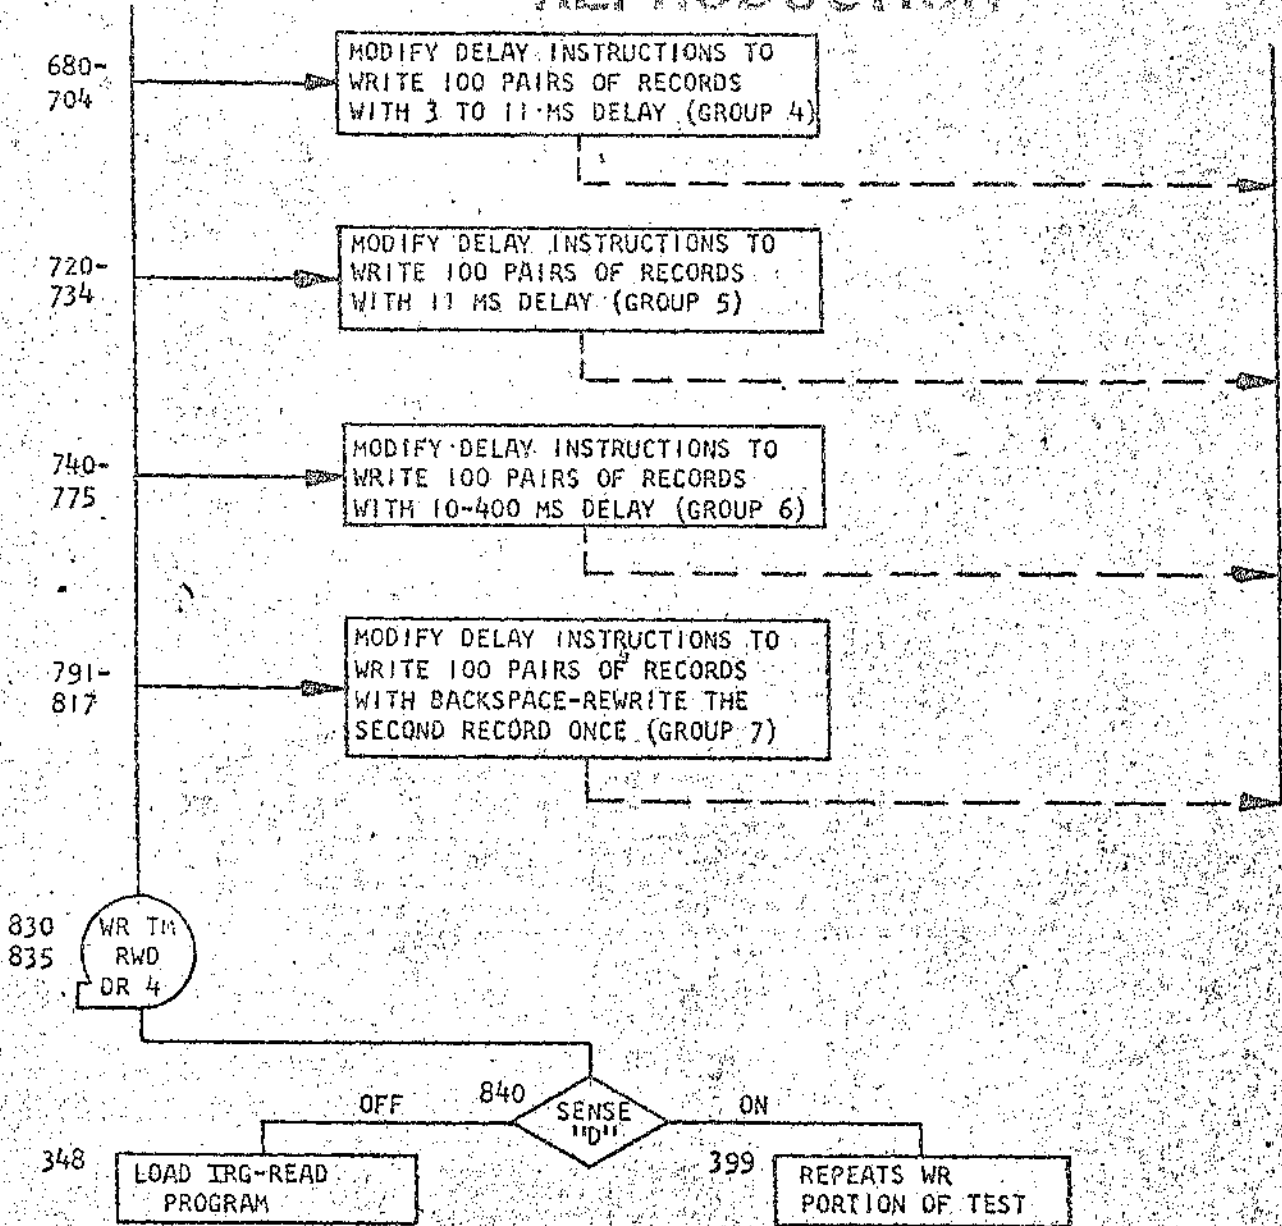 REPRODUCTION
680-
704
MODIFY DELAY INSTRUCTIONS TO
WRITE 100 PAIRS OF RECORDS
WITH 3 TO 11 MS DELAY (GROUP 4)
720-
734
MODIFY DELAY INSTRUCTIONS TO
WRITE 100 PAIRS OF RECORDS
WITH 11 MS DELAY (GROUP 5)
740-
775
MODIFY DELAY INSTRUCTIONS TO
WRITE 100 PAIRS OF RECORDS
WITH 10-400 MS DELAY (GROUP 6)
791-
817
MODIFY DELAY INSTRUCTIONS TO
WRITE 100 PAIRS OF RECORDS
WITH BACKSPACE-REWRITE THE
SECOND RECORD ONCE (GROUP 7)
830
835
WR TM
RWD
DR 4
OFF
840
SENSE
"D"
ON
348
LOAD IRG-READ
PROGRAM
399
REPEATS WR
PORTION OF TEST